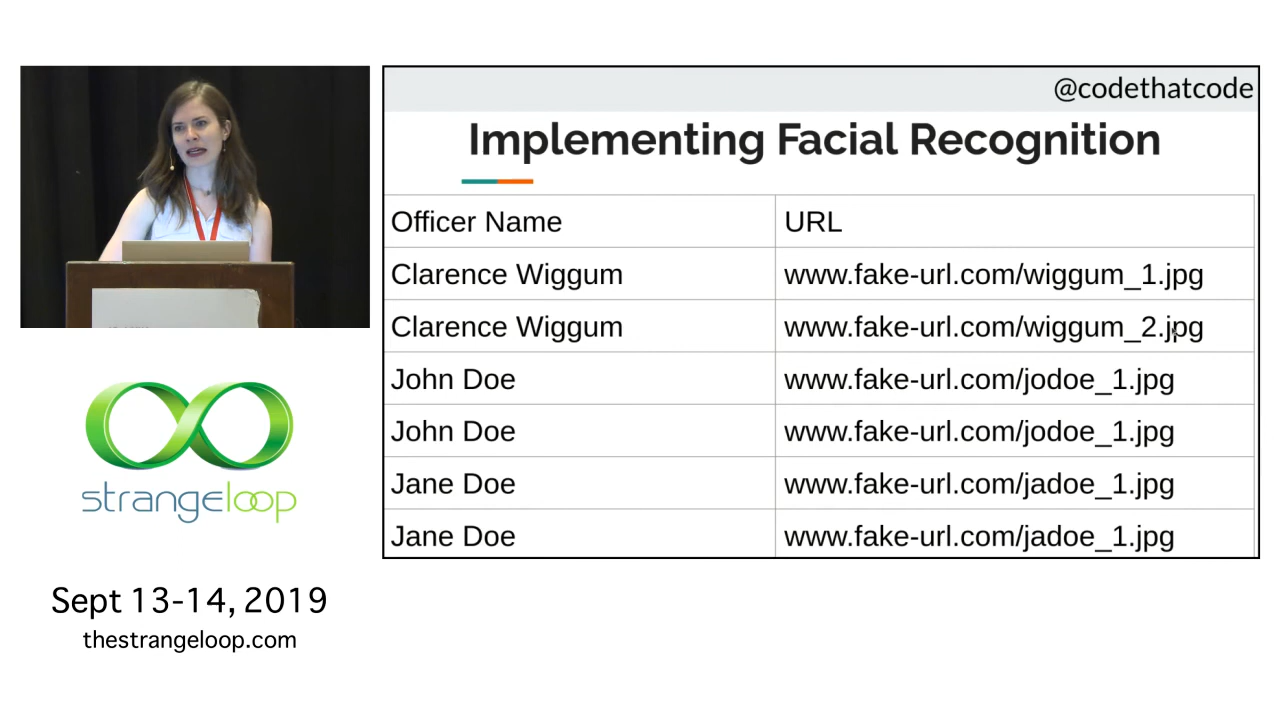 @codethatcode
Implementing Facial Recognition
Officer Name URL
Clarence Wiggum www.fake-url.com/wiggum_1.jpg
Clarence Wiggum www.fake-url.com/wiggum_2.jpg
John Doe www.fake-url.com/jodoe_1.jpg
John Doe www.fake-url.com/jodoe_1.jpg
Jane Doe www.fake-url.com/jadoe_1.jpg
Jane Doe www.fake-url.com/jadoe_1.jpg
strangeloop
Sept 13-14, 2019
thestrangeloop.com